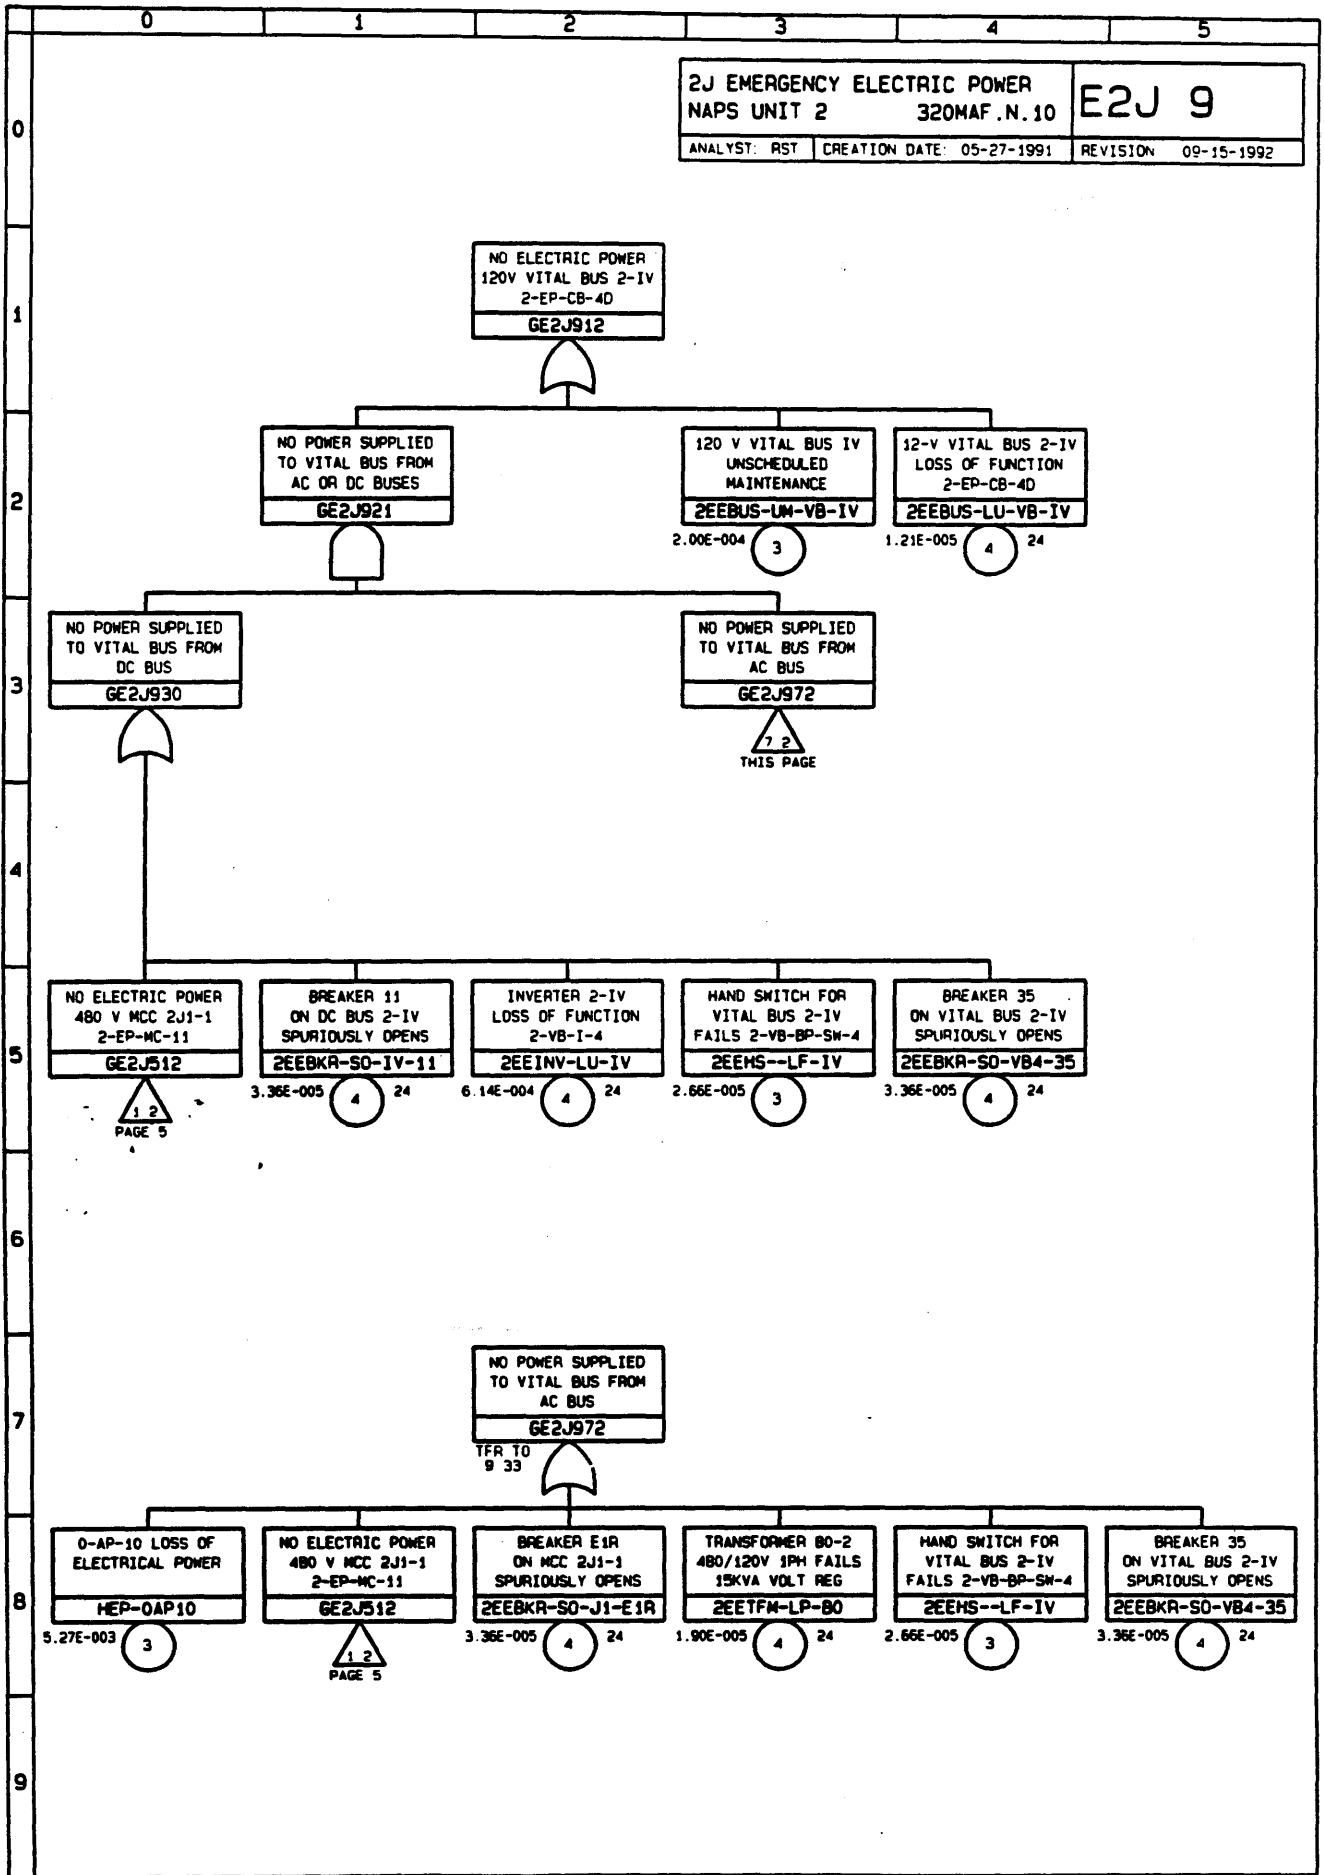 0 1 2 3 4 5
2J EMERGENCY ELECTRIC POWER
NAPS UNIT 2 320MAF.N.10
E2J 9
ANALYST: RST CREATION DATE: 05-27-1991 REVISION 09-15-1992
0
NO ELECTRIC POWER
120V VITAL BUS 2-IV
2-EP-CB-4D
GE2J912
1
NO POWER SUPPLIED
TO VITAL BUS FROM
AC OR DC BUSES
GE2J921
120 V VITAL BUS IV
UNSCHEDULED
MAINTENANCE
2EEBUS-UM-VB-IV
2.00E-004 3
12-V VITAL BUS 2-IV
LOSS OF FUNCTION
2-EP-CB-4D
2EEBUS-LU-VB-IV
1.21E-005 4 24
2
NO POWER SUPPLIED
TO VITAL BUS FROM
DC BUS
GE2J930
NO POWER SUPPLIED
TO VITAL BUS FROM
AC BUS
GE2J972
7 2
THIS PAGE
3
4
NO ELECTRIC POWER
480 V MCC 2J1-1
2-EP-MC-11
GE2J512
1 2
PAGE 5
BREAKER 11
ON DC BUS 2-IV
SPURIOUSLY OPENS
2EEBKR-SO-IV-11
3.36E-005 4 24
INVERTER 2-IV
LOSS OF FUNCTION
2-VB-I-4
2EEINV-LU-IV
6.14E-004 4 24
HAND SWITCH FOR
VITAL BUS 2-IV
FAILS 2-VB-BP-SW-4
2EEHS--LF-IV
2.66E-005 3
BREAKER 35
ON VITAL BUS 2-IV
SPURIOUSLY OPENS
2EEBKR-SO-VB4-35
3.36E-005 4 24
5
6
NO POWER SUPPLIED
TO VITAL BUS FROM
AC BUS
GE2J972
TFR TO
9 33
7
0-AP-10 LOSS OF
ELECTRICAL POWER
HEP-0AP10
5.27E-003 3
NO ELECTRIC POWER
480 V MCC 2J1-1
2-EP-MC-11
GE2J512
1 2
PAGE 5
BREAKER E1R
ON MCC 2J1-1
SPURIOUSLY OPENS
2EEBKR-SO-J1-E1R
3.36E-005 4 24
TRANSFORMER 80-2
480/120V 1PH FAILS
15KVA VOLT REG
2EETFM-LP-80
1.90E-005 4 24
HAND SWITCH FOR
VITAL BUS 2-IV
FAILS 2-VB-BP-SW-4
2EEHS--LF-IV
2.66E-005 3
BREAKER 35
ON VITAL BUS 2-IV
SPURIOUSLY OPENS
2EEBKR-SO-VB4-35
3.36E-005 4 24
8
9